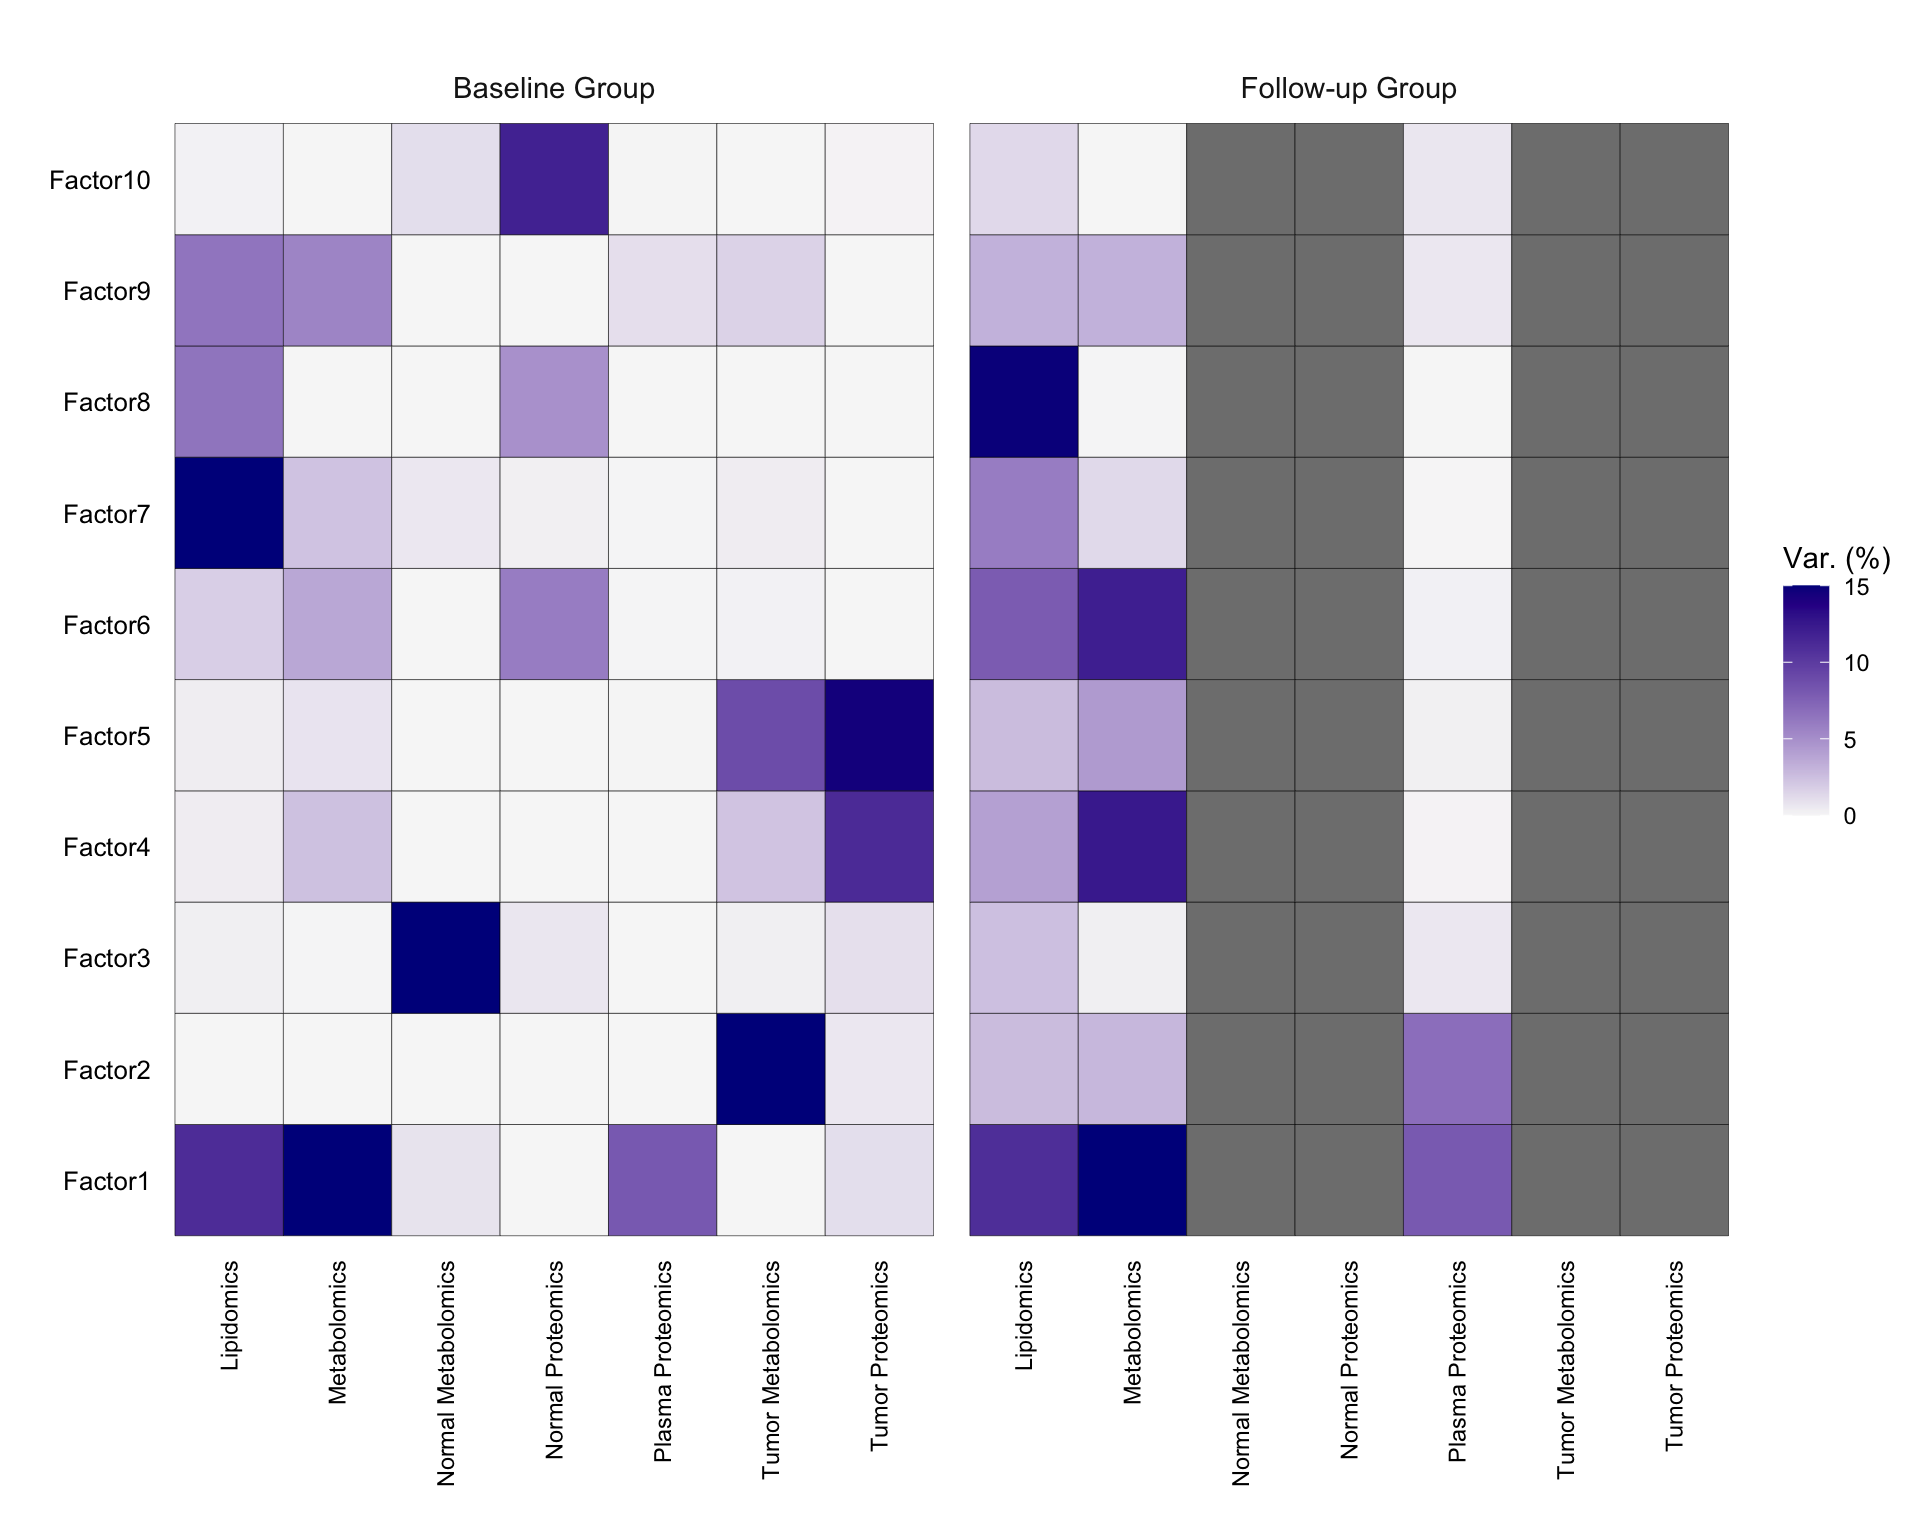 Baseline Group
Follow-up Group
Factor10
Factor9
Factor8
Factor7
Factor6
Factor5
Factor4
Factor3
Factor2
Factor1
Lipidomics
Metabolomics
Normal Metabolomics
Normal Proteomics
Plasma Proteomics
Tumor Metabolomics
Tumor Proteomics
Lipidomics
Metabolomics
Normal Metabolomics
Normal Proteomics
Plasma Proteomics
Tumor Metabolomics
Tumor Proteomics
Var. (%)
15
10
5
0